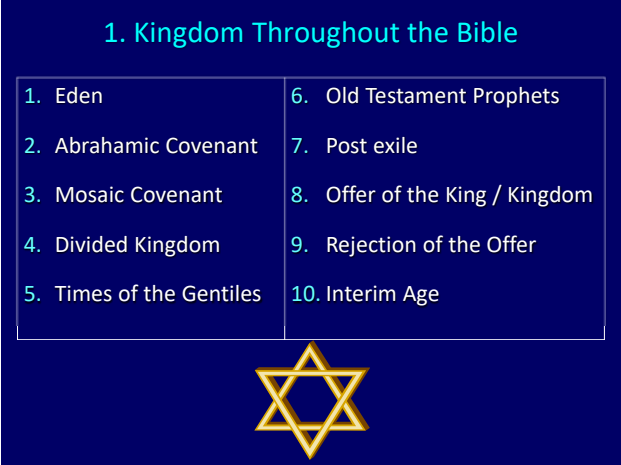 1. Kingdom Throughout the Bible
1. Eden
2. Abrahamic Covenant
3. Mosaic Covenant
4. Divided Kingdom
5. Times of the Gentiles
6. Old Testament Prophets
7. Post exile
8. Offer of the King / Kingdom
9. Rejection of the Offer
10. Interim Age